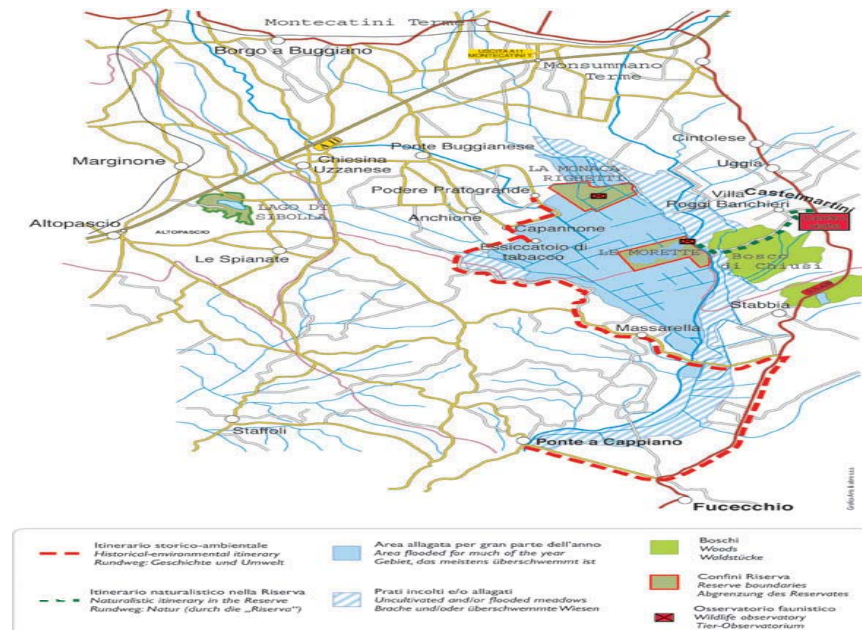 Montecatini Terme
Borgo a Buggiano
USCITA A11
MONTECATINI T.
Monsummano
Terme
Cintolese
A 11
Ponte Buggianese
Marginone
Chiesina
Uzzanese
LA MONACA-
RIGHETTI
Uggia
Podere Pratogrande
Villa
Poggi Banchieri
Castelmartini
LAGO DI
SIBOLLA
Anchione
Altopascio
ALTOPASCIO
Capannone
Essiccatoio di
tabacco
LE MORETTE
Bosco
di Chiusi
Le Spianate
Stabbia
Massarella
Staffoli
Ponte a Cappiano
Fucecchio
Itinerario storico-ambientale
Historical-environmental itinerary
Rundweg: Geschichte und Umwelt
Itinerario naturalistico nella Riserva
Naturalistic itinerary in the Reserve
Rundweg: Natur (durch die „Riserva“)
Area allagata per gran parte dell'anno
Area flooded for much of the year
Gebiet, das meistens überschwemmt ist
Prati incolti e/o allagati
Uncultivated and/or flooded meadows
Brache und/oder überschwemmte Wiesen
Boschi
Woods
Waldstücke
Confini Riserva
Reserve boundaries
Abgrenzung des Reservates
Osservatorio faunistico
Wildlife observatory
Tier-Observatorium